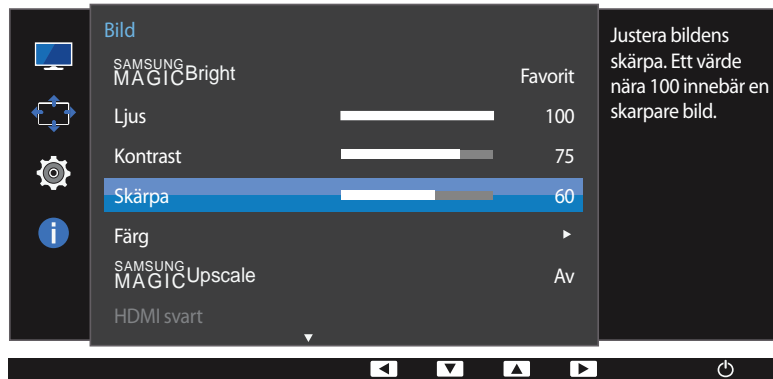 Bild
SAMSUNG
MAGICBright Favorit
Ljus 100
Kontrast 75
Skärpa 60
Färg
SAMSUNG
MAGICUpscale Av
HDMI svart
Justera bildens
skärpa. Ett värde
nära 100 innebär en
skarpare bild.